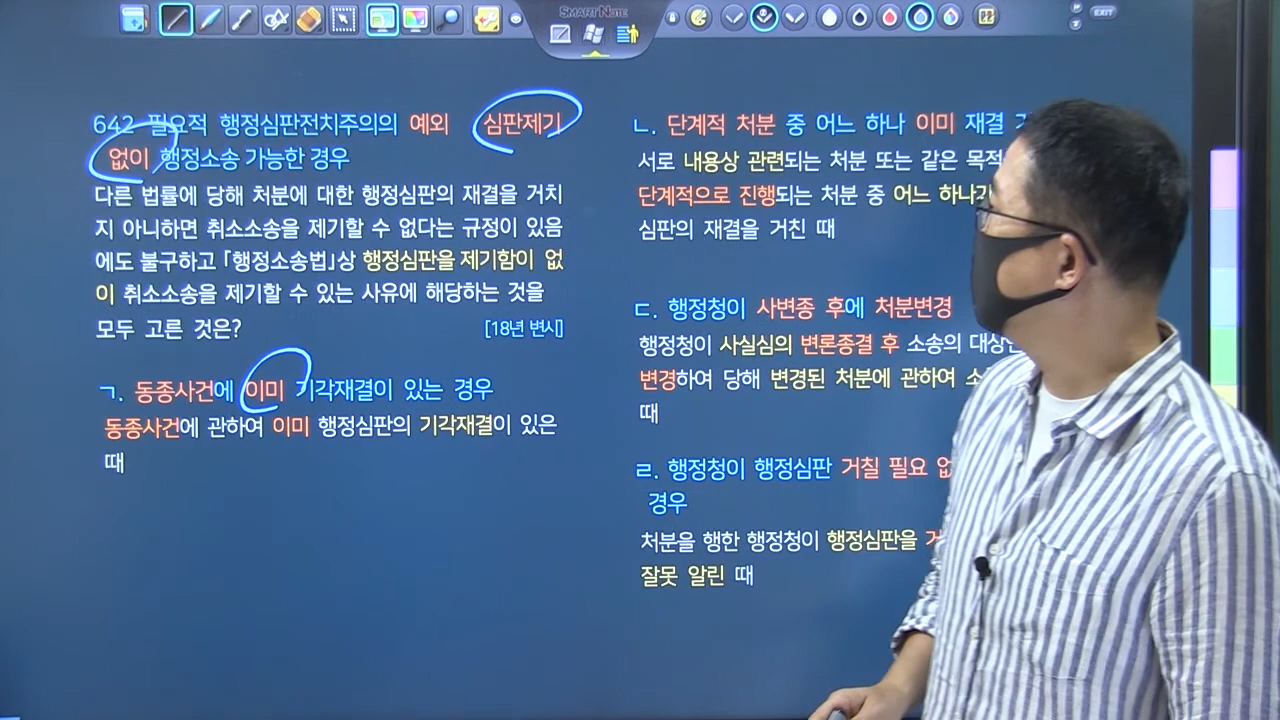 SMARTNOTE
EXIT
642 필요적 행정심판전치주의의 예외 심판제기
없이 행정소송 가능한 경우
다른 법률에 당해 처분에 대한 행정심판의 재결을 거치
지 아니하면 취소소송을 제기할 수 없다는 규정이 있음
에도 불구하고 「행정소송법」상 행정심판을 제기함이 없
이 취소소송을 제기할 수 있는 사유에 해당하는 것을
모두 고른 것은?
[18년 변시]
ㄱ. 동종사건에 이미 기각재결이 있는 경우
동종사건에 관하여 이미 행정심판의 기각재결이 있은
때
ㄴ. 단계적 처분 중 어느 하나 이미 재결
서로 내용상 관련되는 처분 또는 같은 목적
단계적으로 진행되는 처분 중 어느 하나가
심판의 재결을 거친 때
ㄷ. 행정청이 사변종 후에 처분변경
행정청이 사실심의 변론종결 후 소송의
변경하여 당해 변경된 처분에 관하여
때
ㄹ. 행정청이 행정심판 거칠 필요
경우
처분을 행한 행정청이 행정심판을
잘못 알린 때